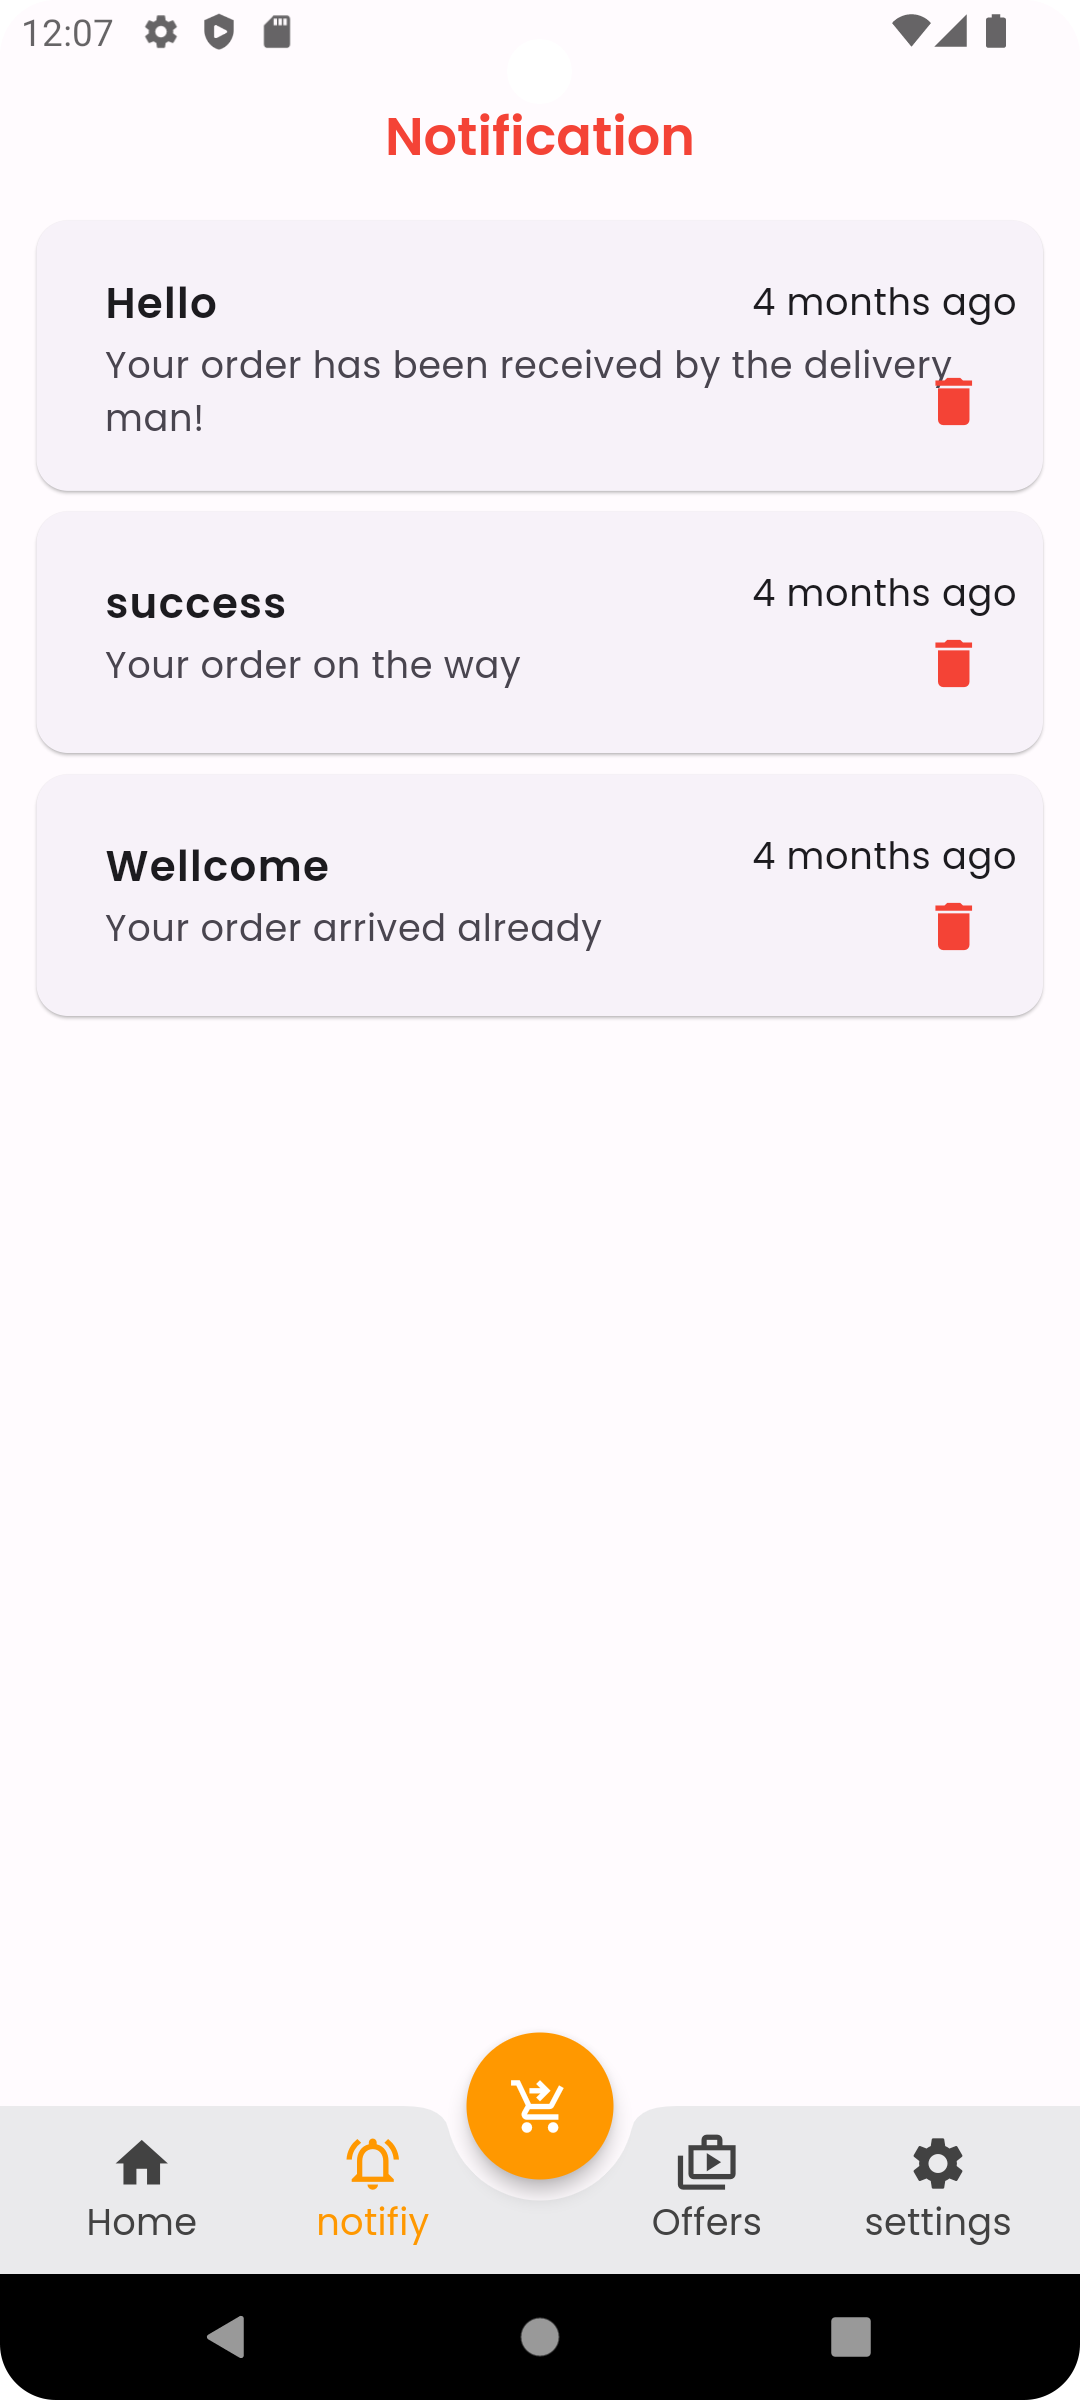 12:07
Notification
Hello
4 months ago
Your order has been received by the delivery
man!
success
4 months ago
Your order on the way
Wellcome
4 months ago
Your order arrived already
Home
notifiy
Offers
settings